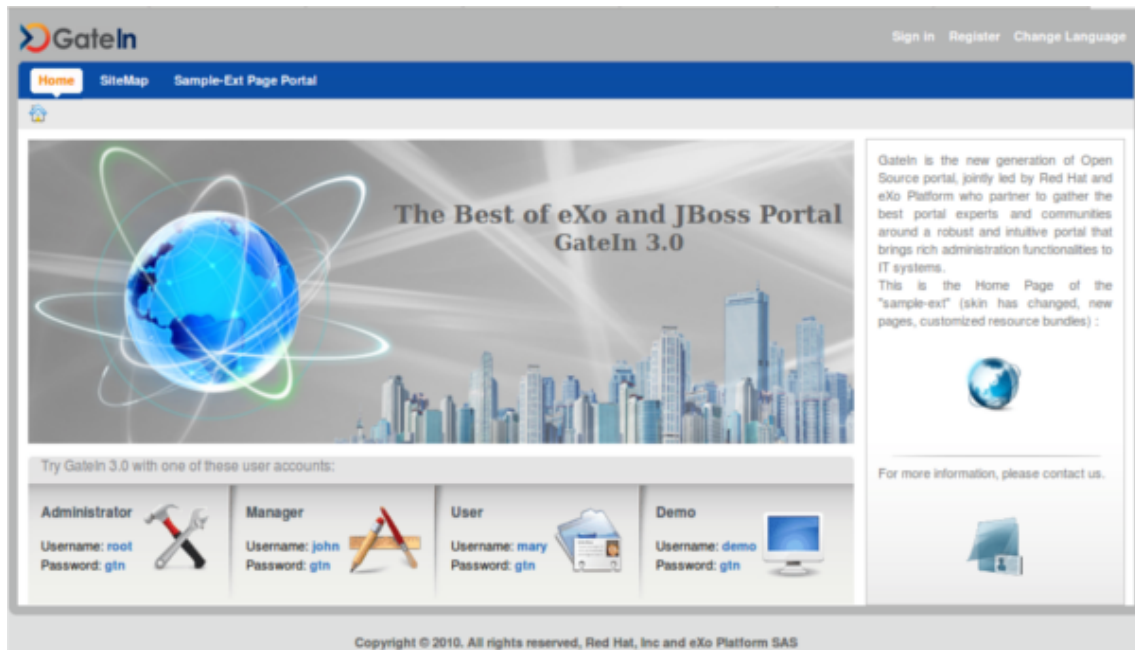 GateIn
Sign in Register Change Language
Home SiteMap Sample-Ext Page Portal
The Best of eXo and JBoss Portal
GateIn 3.0
GateIn is the new generation of Open
Source portal, jointly led by Red Hat and
eXo Platform who partner to gather the
best portal experts and communities
around a robust and intuitive portal that
brings rich administration functionalities to
IT systems.
This is the Home Page of the
"sample-ext" (skin has changed, new
pages, customized resource bundles) :
For more information, please contact us.
Try GateIn 3.0 with one of these user accounts:
Administrator
Username: root
Password: gtn
Manager
Username: john
Password: gtn
User
Username: mary
Password: gtn
Demo
Username: demo
Password: gtn
Copyright © 2010. All rights reserved, Red Hat, Inc and eXo Platform SAS